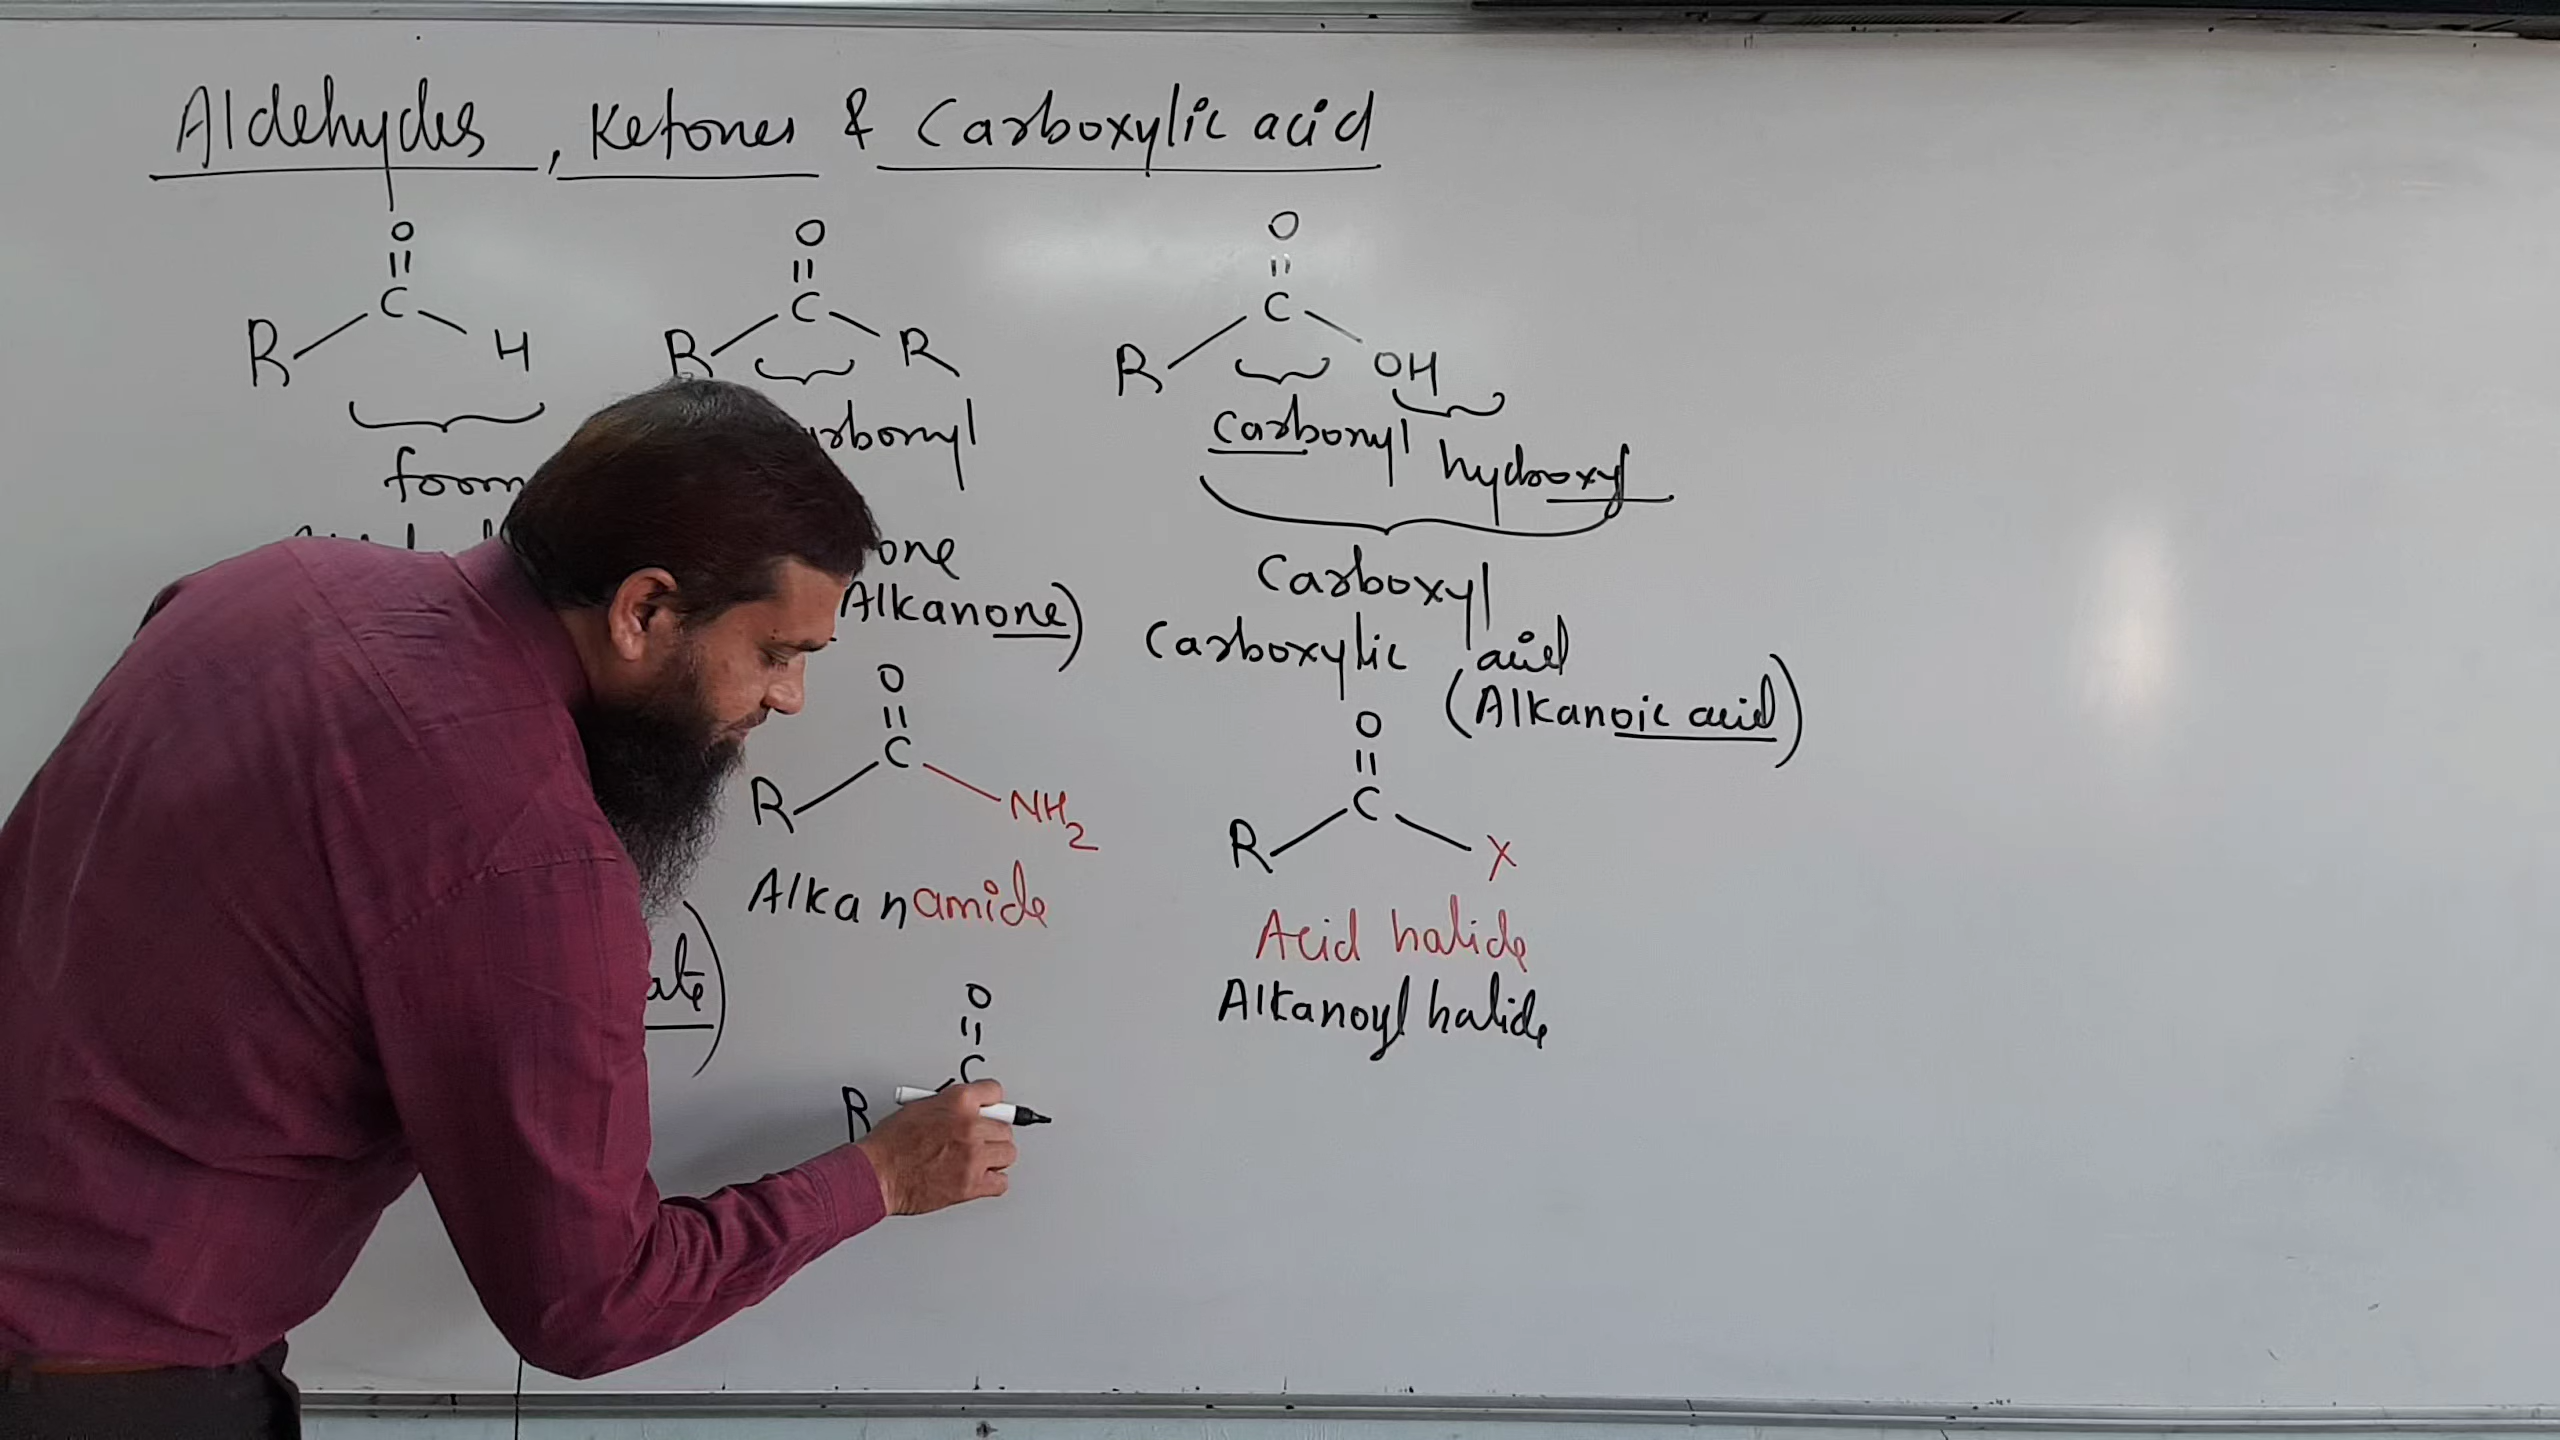 Aldehydes, Ketones & Carboxylic acid
O O O
|| || ||
C C C
R H R R R OH
carbonyl hydroxy
Carboxyl
Carboxylic acid
(Alkanoic acid)
Alkanone)
O
||
C
R NH2
Alkanamide
O
||
C
R X
Acid halide
Alkanoyl halide
O
||
C
R